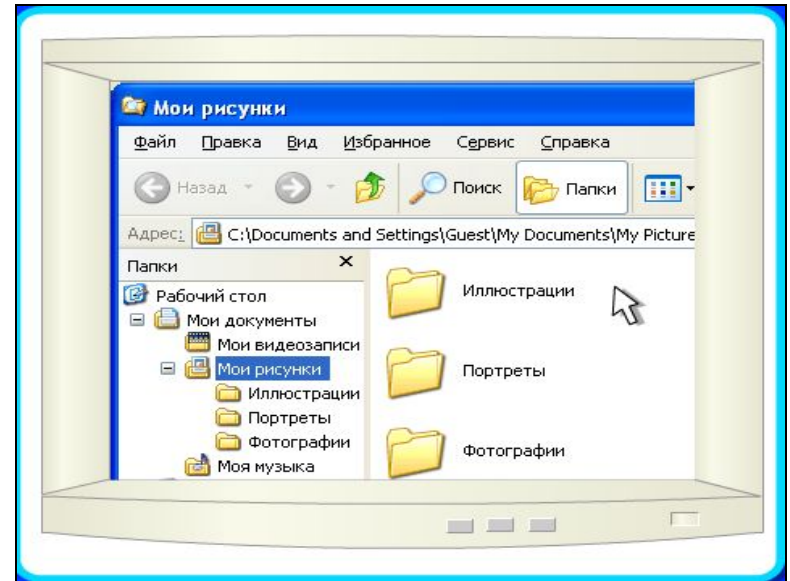 Мои рисунки
Файл Правка Вид Избранное Сервис Справка
Назад Поиск Папки
Адрес: C:\Documents and Settings\Guest\My Documents\My Picture
Папки
Рабочий стол
Мои документы
Мои видеозаписи
Мои рисунки
Иллюстрации
Портреты
Фотографии
Моя музыка
Иллюстрации
Портреты
Фотографии